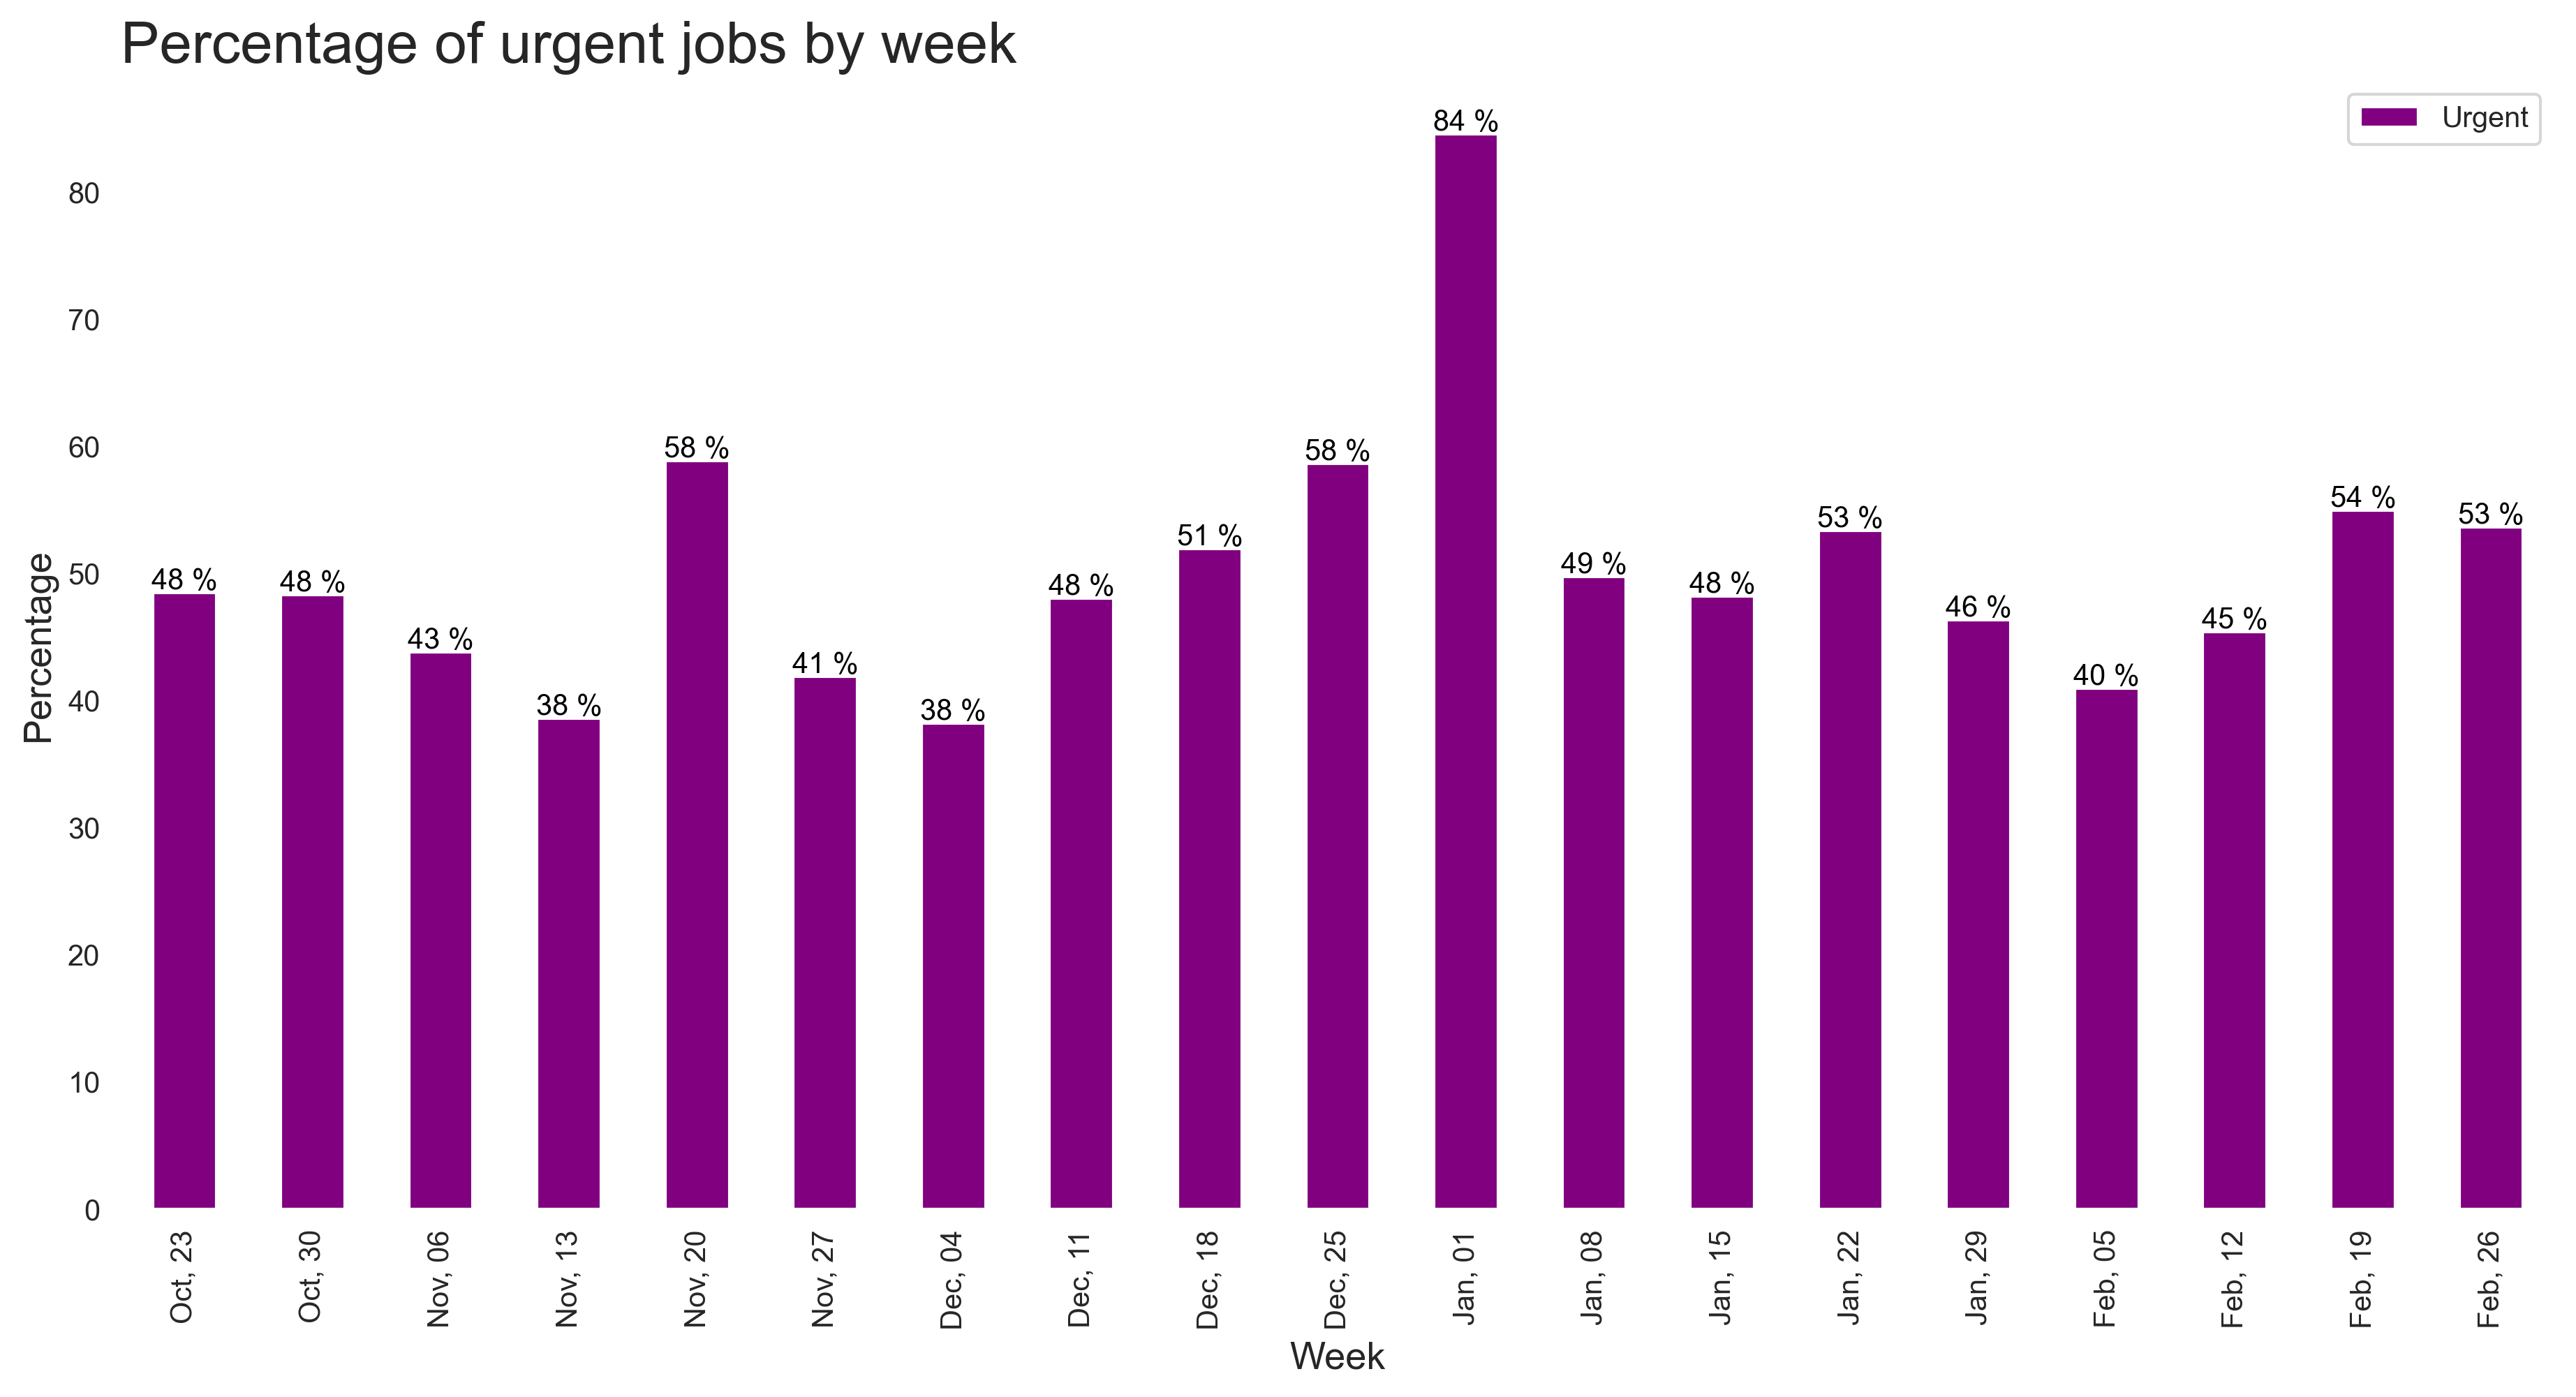 Percentage of urgent jobs by week
Urgent
84 %
80
70
60
58 %
58 %
54 %
53 %
53 %
51 %
50
48 %
48 %
48 %
49 %
48 %
46 %
45 %
43 %
41 %
40 %
40
38 %
38 %
30
20
10
0
Percentage
Oct, 23
Oct, 30
Nov, 06
Nov, 13
Nov, 20
Nov, 27
Dec, 04
Dec, 11
Dec, 18
Dec, 25
Jan, 01
Jan, 08
Jan, 15
Jan, 22
Jan, 29
Feb, 05
Feb, 12
Feb, 19
Feb, 26
Week